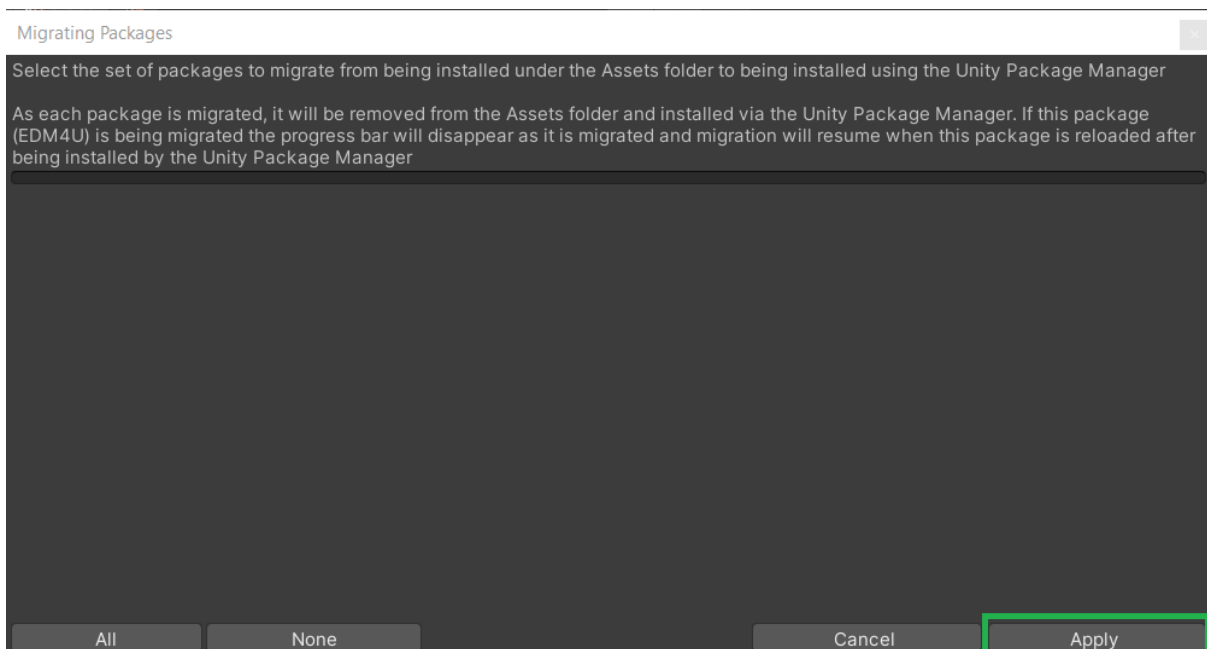 Migrating Packages
Select the set of packages to migrate from being installed under the Assets folder to being installed using the Unity Package Manager
As each package is migrated, it will be removed from the Assets folder and installed via the Unity Package Manager. If this package
(EDM4U) is being migrated the progress bar will disappear as it is migrated and migration will resume when this package is reloaded after
being installed by the Unity Package Manager
All None Cancel Apply